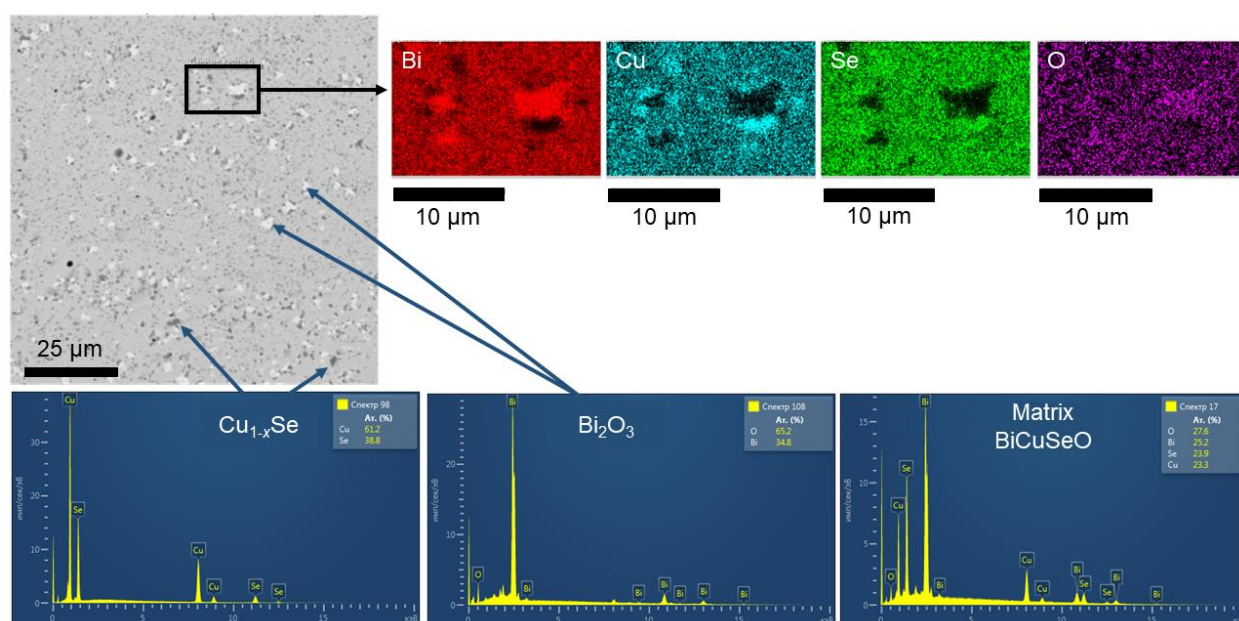 Bi
Cu
Se
O
10 µm
10 µm
10 µm
10 µm
25 µm
Cu1-xSe
Спектр 98
Ат. (%)
Cu 61.2
Se 38.8
имп/сек/эВ
30
20
10
0
Cu
Se
Cu
Cu
Se
Se
0
5
10
15
кэВ
Bi2O3
Спектр 108
Ат. (%)
O 65.2
Bi 34.8
имп/сек/эВ
20
10
0
Bi
O
Bi
Bi
Bi
Bi
Bi
Bi
0
5
10
15
кэВ
Matrix
BiCuSeO
Спектр 17
Ат. (%)
O 27.6
Bi 25.2
Se 23.9
Cu 23.3
имп/сек/эВ
15
10
5
0
Bi
Se
Cu
O
Bi
Cu
Cu
Bi
Se
Se
Bi
Bi
0
5
10
15